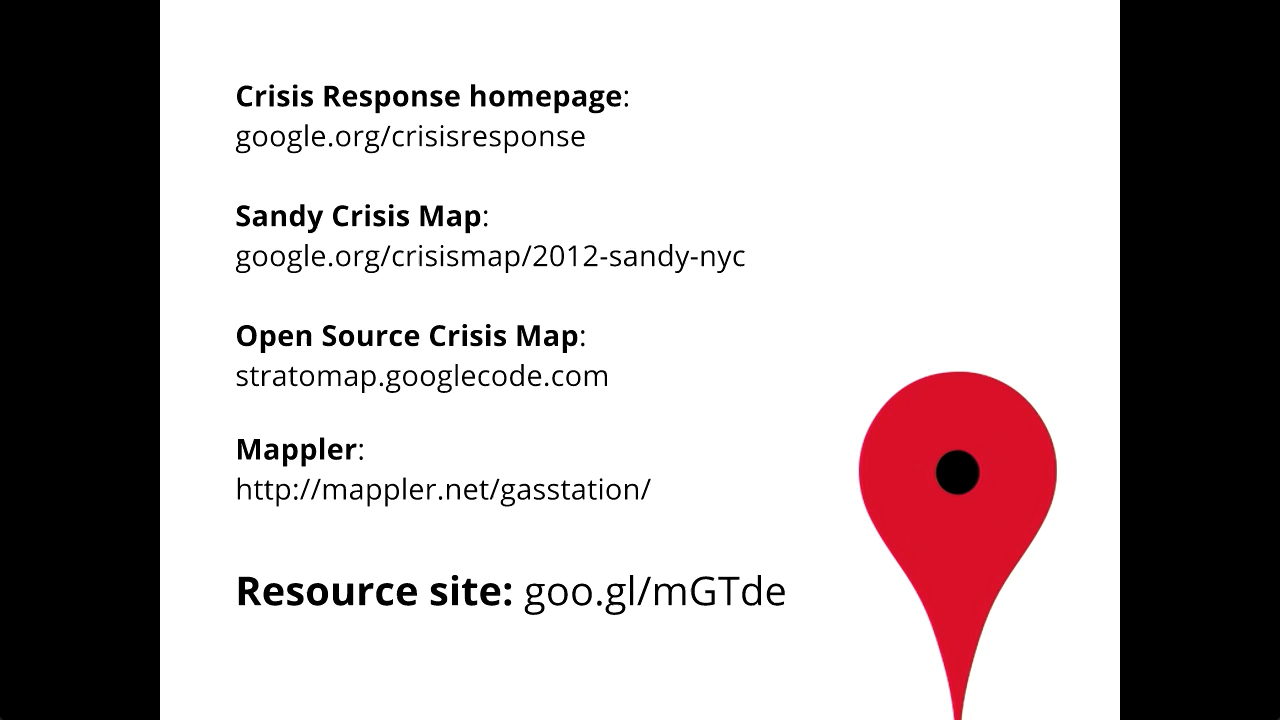 Crisis Response homepage:
google.org/crisisresponse
Sandy Crisis Map:
google.org/crisismap/2012-sandy-nyc
Open Source Crisis Map:
stratomap.googlecode.com
Mappler:
http://mappler.net/gasstation/
Resource site: goo.gl/mGTde